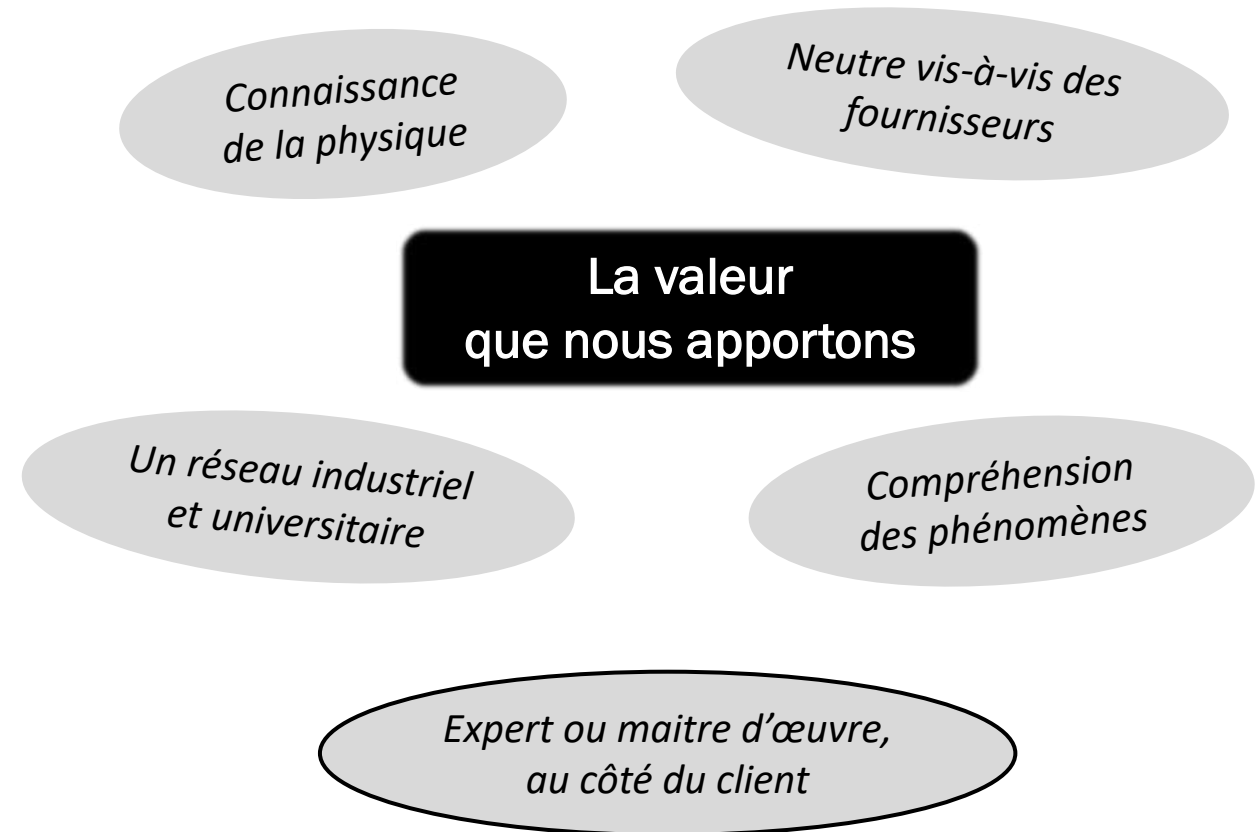 Connaissance
de la physique
Neutre vis-à-vis des
fournisseurs
La valeur
que nous apportons
Un réseau industriel
et universitaire
Compréhension
des phénomènes
Expert ou maitre d’œuvre,
au côté du client